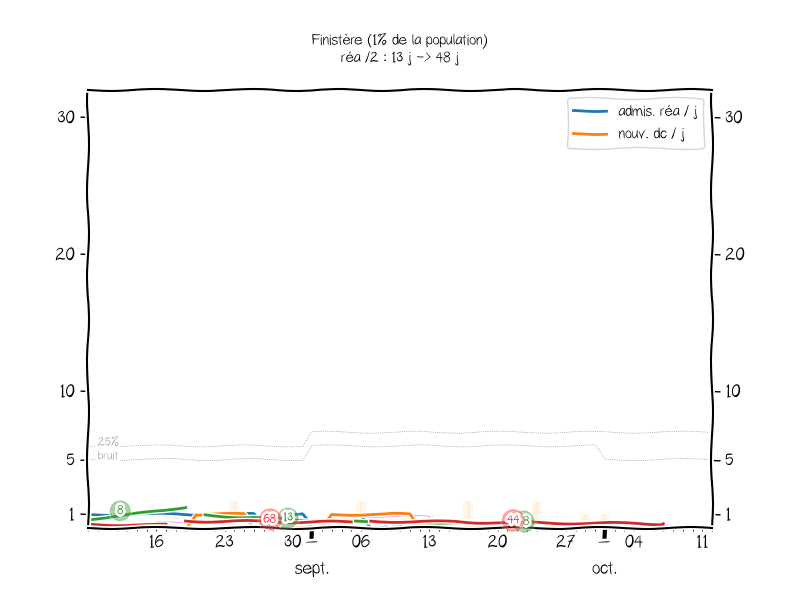 Finistère (1% de la population)
réa /2 : 13 j -> 48 j
admis. réa / j
nouv. dc / j
30 30
20 20
10 10
25%
bruit
5 5
8
68 13 44 8
1 1
16 23 30 06 13 20 27 04 11
sept. oct.